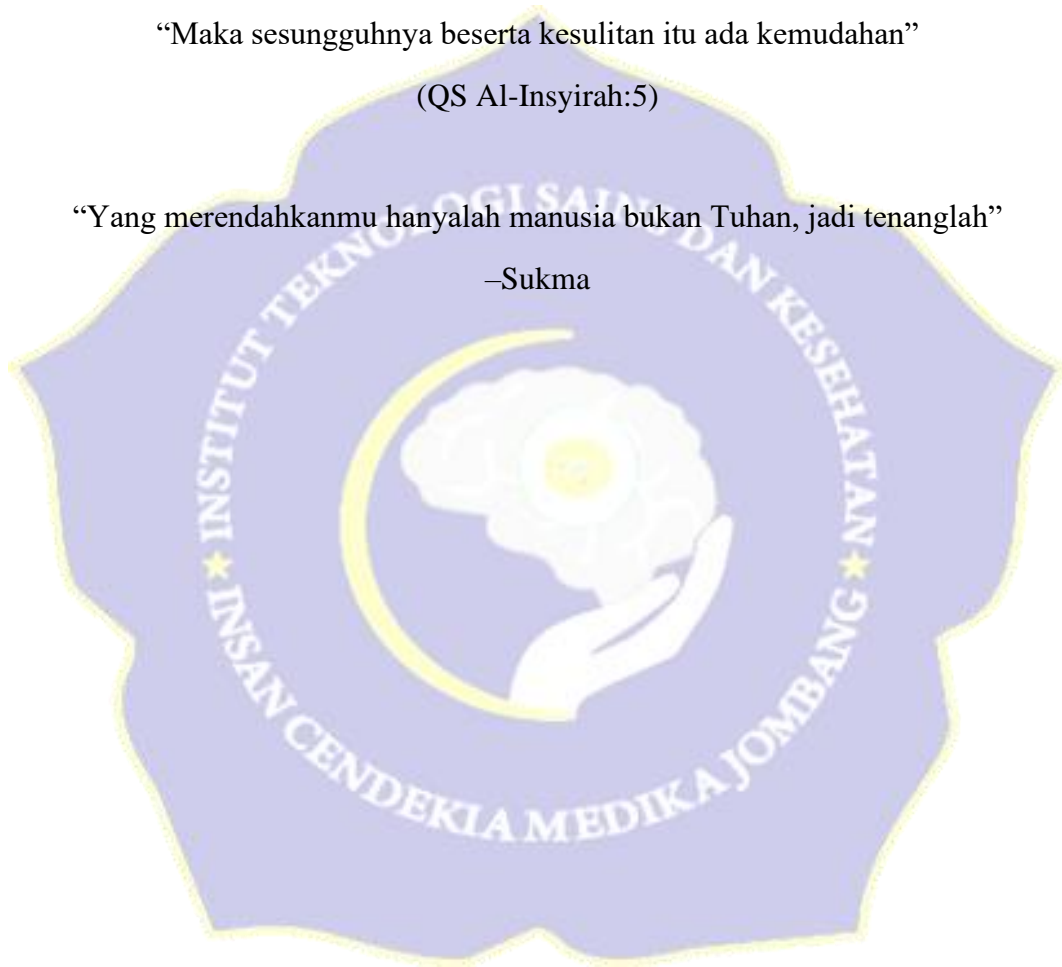 “Maka sesungguhnya beserta kesulitan itu ada kemudahan”
(QS Al-Insyirah:5)
“Yang merendahkanmu hanyalah manusia bukan Tuhan, jadi tenanglah”
–Sukma
INSTITUT TEKNOLOGI SAINS DAN KESEHATAN
INSAN CENDEKIA MEDIKA JOMBANG